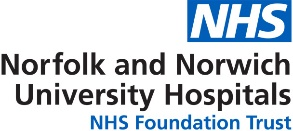 NHS
Norfolk and Norwich
University Hospitals
NHS Foundation Trust